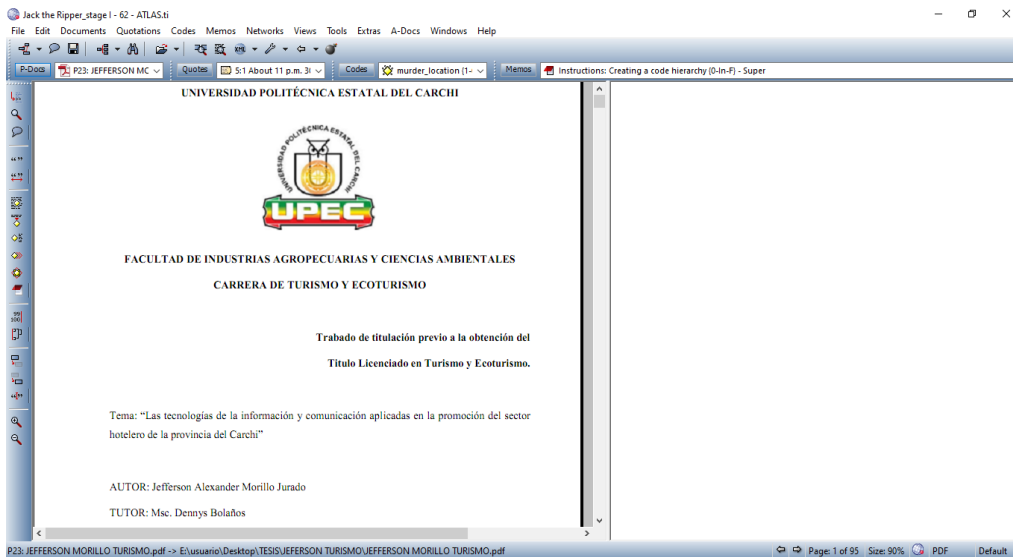 Jack the Ripper_stage I - 62 - ATLAS.ti
File Edit Documents Quotations Codes Memos Networks Views Tools Extras A-Docs Windows Help
P-Docs P23: JEFFERSON MC Quotes 5:1 About 11 p.m. 3( Codes murder_location {1- Memos Instructions: Creating a code hierarchy (0-In-F) - Super
UNIVERSIDAD POLITÉCNICA ESTATAL DEL CARCHI
UNIVERSIDAD POLITÉCNICA ESTATAL DEL CARCHI
UPEC
FACULTAD DE INDUSTRIAS AGROPECUARIAS Y CIENCIAS AMBIENTALES
CARRERA DE TURISMO Y ECOTURISMO
Trabado de titulación previo a la obtención del
Titulo Licenciado en Turismo y Ecoturismo.
Tema: “Las tecnologías de la información y comunicación aplicadas en la promoción del sector
hotelero de la provincia del Carchi”
AUTOR: Jefferson Alexander Morillo Jurado
TUTOR: Msc. Dennys Bolaños
P23: JEFFERSON MORILLO TURISMO.pdf -> E:\usuario\Desktop\TESIS\JEFERSON TURISMO\JEFFERSON MORILLO TURISMO.pdf Page: 1 of 95 Size: 90% PDF Default